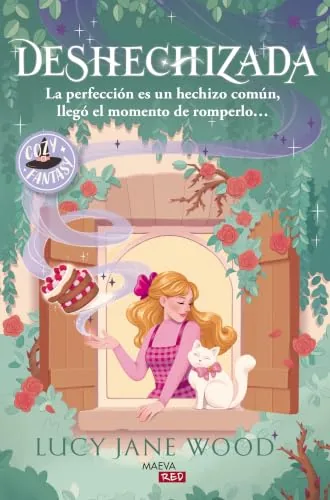 DESHECHIZADA
La perfección es un hechizo común,
llegó el momento de romperlo...
COZY
FANTASY
LUCY JANE WOOD
MAEVA
RED